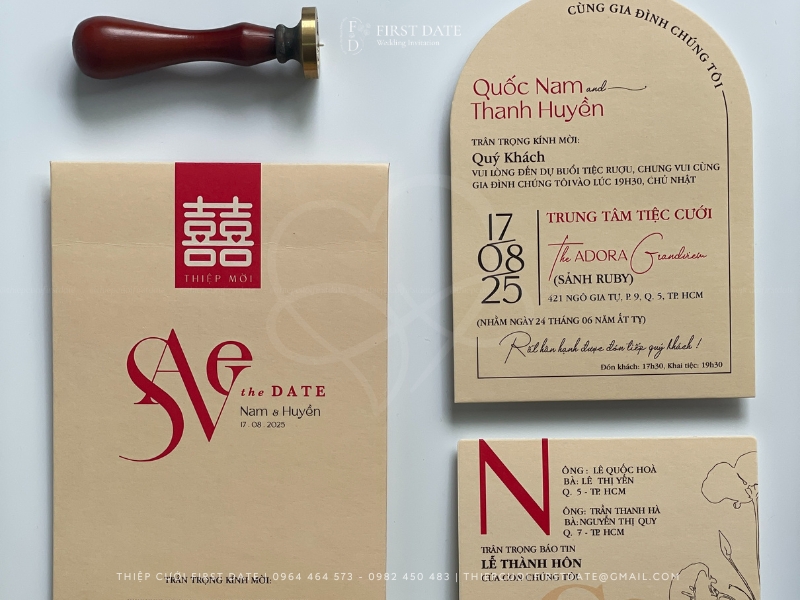 FIRST DATE
Wedding Invitation
囍
THIỆP MỜI
SAVe
the DATE
Nam & Huyền
17 . 08 . 2025
TRÂN TRỌNG KÍNH MỜI:
CÙNG GIA ĐÌNH CHÚNG TÔI
Quốc Nam and
Thanh Huyền
TRÂN TRỌNG KÍNH MỜI:
Quý Khách
VUI LÒNG ĐẾN DỰ BUỔI TIỆC RƯỢU, CHUNG VUI CÙNG
GIA ĐÌNH CHÚNG TÔI VÀO LÚC 19H30, CHỦ NHẬT
17
08
25
TRUNG TÂM TIỆC CƯỚI
The ADORA Grandview
(SẢNH RUBY)
421 NGÔ GIA TỰ, P. 9, Q. 5, TP. HCM
(NHẰM NGÀY 24 THÁNG 06 NĂM ẤT TỴ)
Rất hân hạnh được đón tiếp quý khách !
Đón khách: 17h30, Khai tiệc: 19h30
N
ÔNG : LÊ QUỐC HOÀ
BÀ: LÊ THỊ YẾN
Q. 5 - TP. HCM
ÔNG: TRẦN THANH HÀ
BÀ: NGUYỄN THỊ QUY
Q. 7 - TP. HCM
TRÂN TRỌNG BÁO TIN
LỄ THÀNH HÔN
CỦA CON CHÚNG TÔI
THIỆP CƯỚI FIRST DATE | 0964 464 573 - 0982 450 483 | THIEPCUOIFIRSTDATE@GMAIL.COM